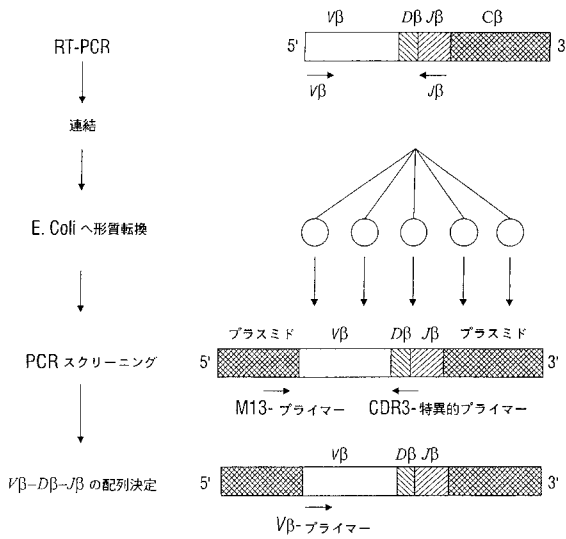 Vβ Dβ Jβ Cβ
RT-PCR 5' 3
Vβ Jβ
連結
E. Coli へ形質転換
プラスミド Vβ Dβ Jβ プラスミド
PCR スクリーニング 5' 3'
M13- プライマー CDR3- 特異的プライマー
Vβ Dβ Jβ
Vβ–Dβ–Jβ の配列決定 5' 3'
Vβ- プライマー